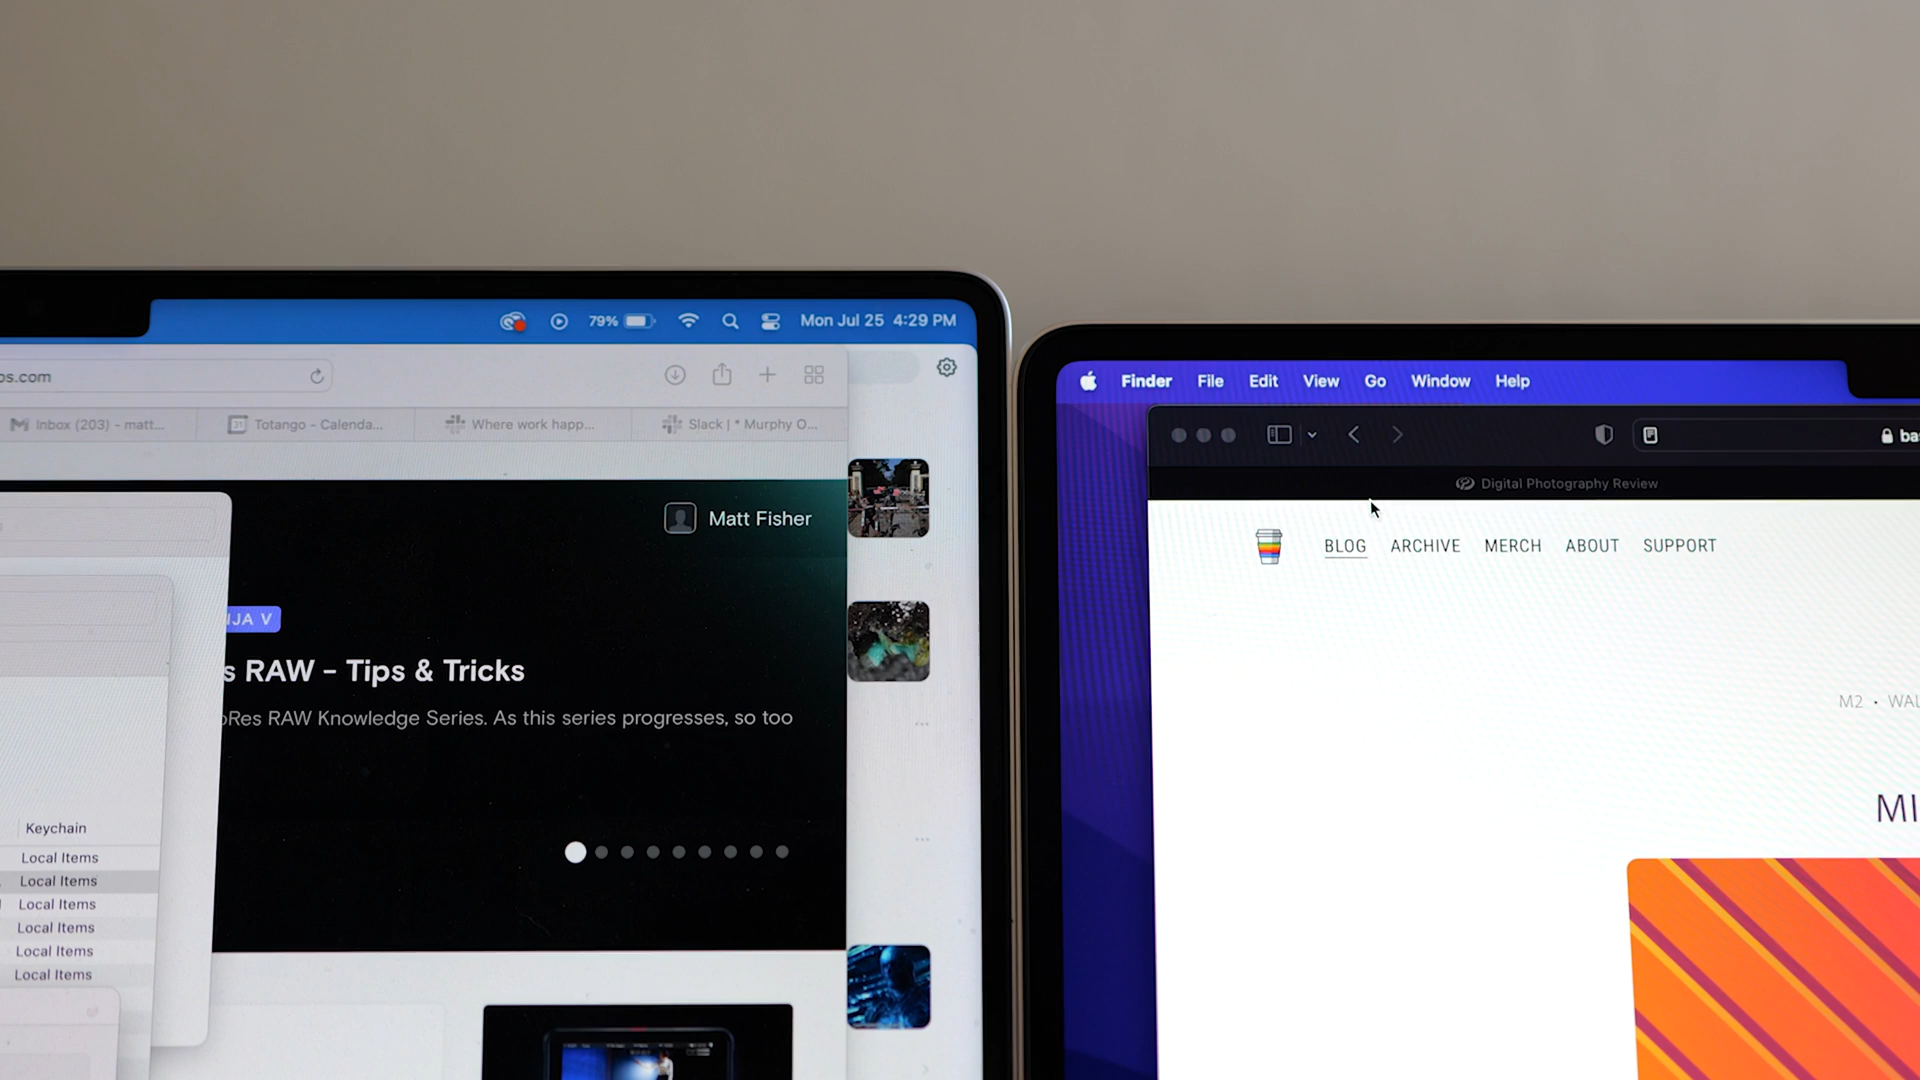 79%
Mon Jul 25 4:29 PM
os.com
Inbox (203) - matt...
Totango - Calenda...
Where work happ...
Slack | * Murphy O...
Matt Fisher
IJA V
s RAW – Tips & Tricks
oRes RAW Knowledge Series. As this series progresses, so too
Keychain
Local Items
Local Items
Local Items
Local Items
Local Items
Local Items
Finder File Edit View Go Window Help
bas
Digital Photography Review
BLOG ARCHIVE MERCH ABOUT SUPPORT
M2 • WAL
MI